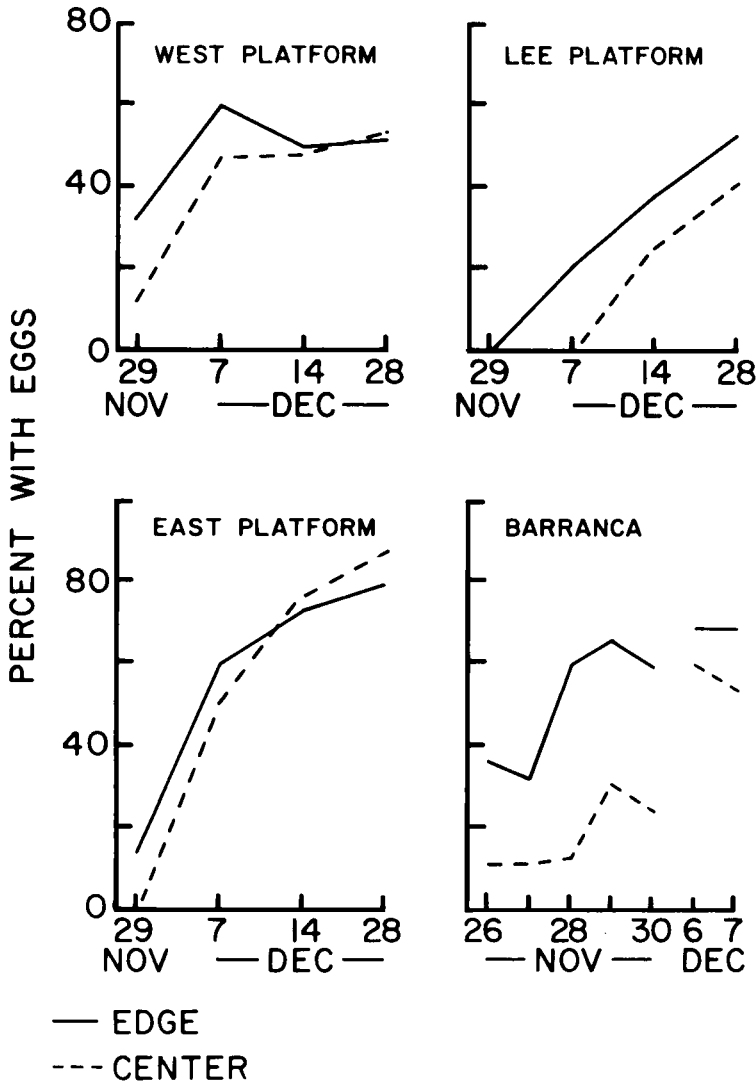 PERCENT WITH EGGS
WEST PLATFORM
80
40
0
29 7 14 28
NOV — DEC —
LEE PLATFORM
29 7 14 28
NOV — DEC —
EAST PLATFORM
80
40
0
29 7 14 28
NOV — DEC —
BARRANCA
26 28 30 6 7
— NOV — DEC
— EDGE
--- CENTER